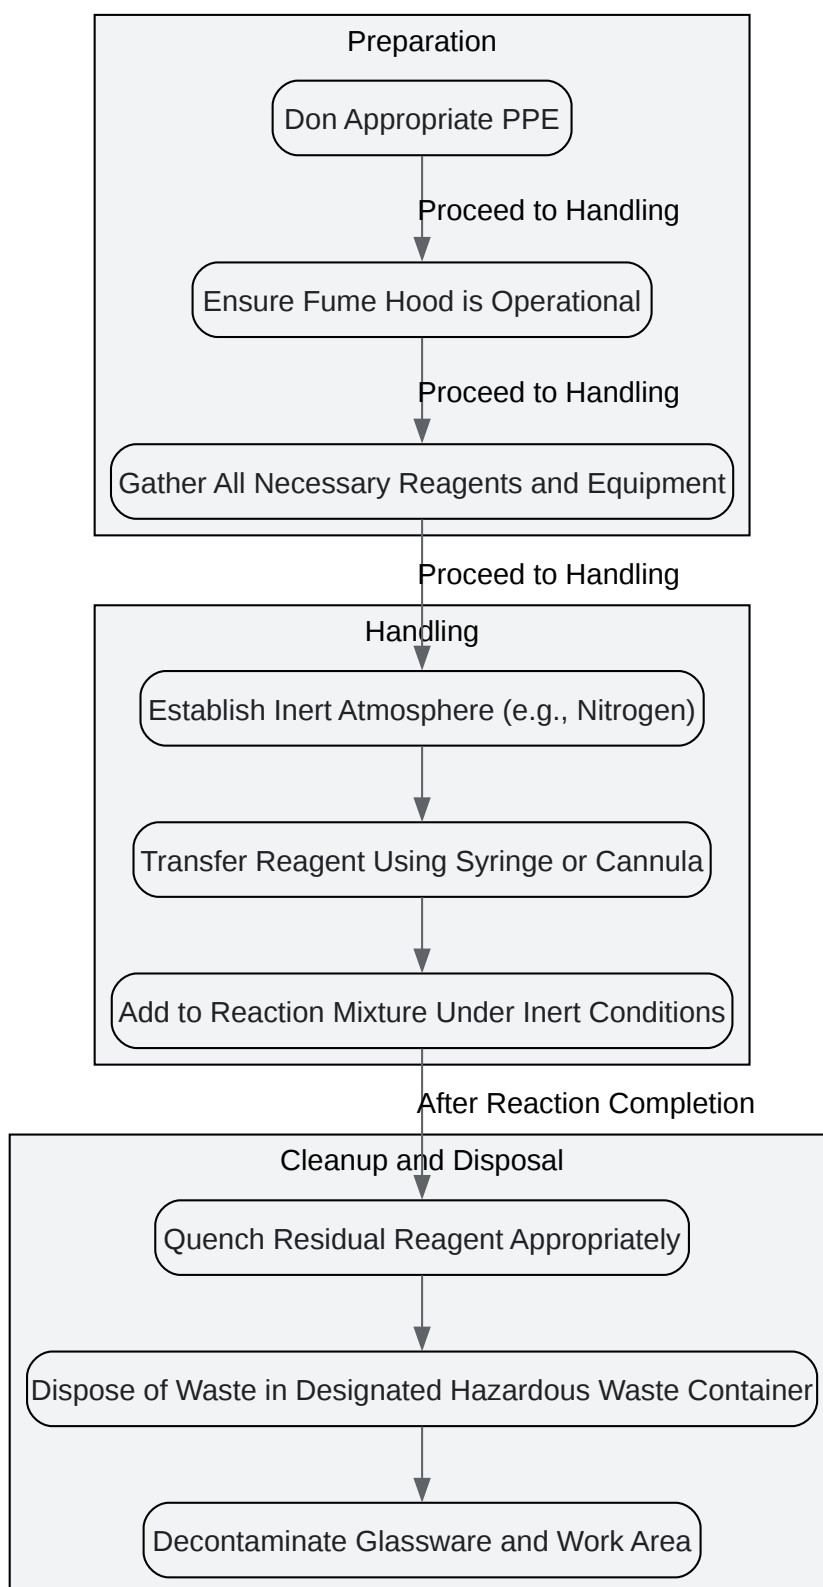 Preparation
Don Appropriate PPE
Proceed to Handling
Ensure Fume Hood is Operational
Proceed to Handling
Gather All Necessary Reagents and Equipment
Proceed to Handling
Handling
Establish Inert Atmosphere (e.g., Nitrogen)
Transfer Reagent Using Syringe or Cannula
Add to Reaction Mixture Under Inert Conditions
After Reaction Completion
Cleanup and Disposal
Quench Residual Reagent Appropriately
Dispose of Waste in Designated Hazardous Waste Container
Decontaminate Glassware and Work Area